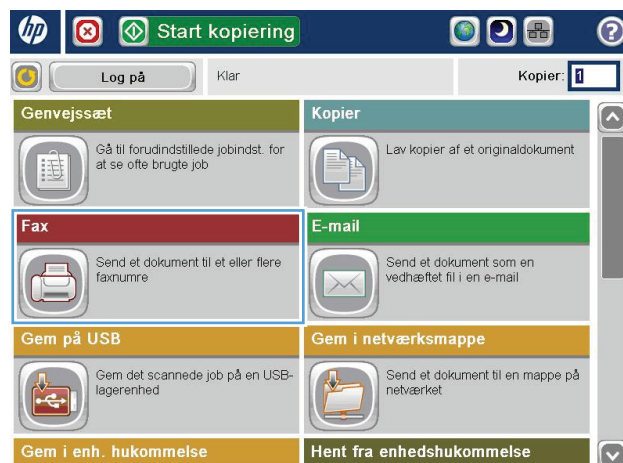 hp
Start kopiering
?
Log på
Klar
Kopier: 1
Genvejssæt
Gå til forudindstillede jobindst. for
at se ofte brugte job
Kopier
Lav kopier af et originaldokument
Fax
Send et dokument til et eller flere
faxnumre
E-mail
Send et dokument som en
vedhæftet fil i en e-mail
Gem på USB
Gem det scannede job på en USB-
lagerenhed
Gem i netværksmappe
Send et dokument til en mappe på
netværket
Gem i enh. hukommelse
Hent fra enhedshukommelse